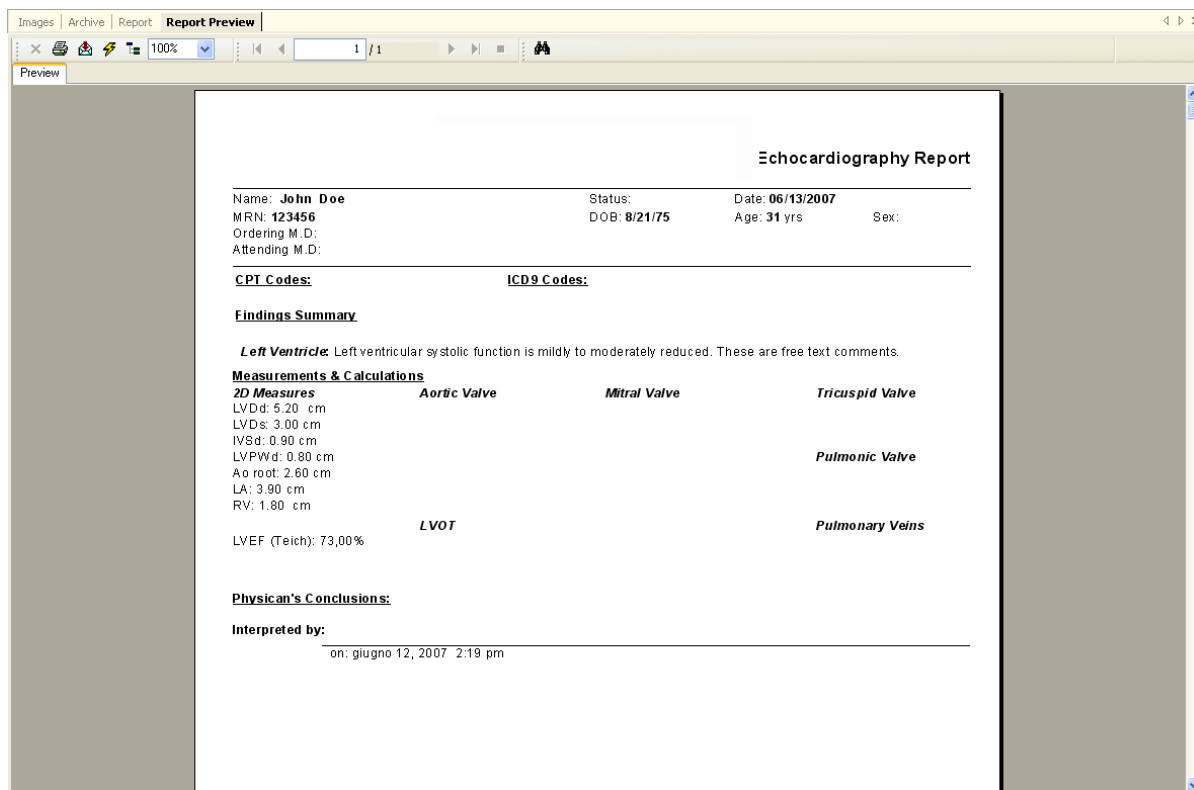 Images Archive Report Report Preview
100% 1 / 1
Preview
Echocardiography Report
Name: John Doe Status: Date: 06/13/2007
MRN: 123456 DOB: 8/21/75 Age: 31 yrs Sex:
Ordering M.D:
Attending M.D:
CPT Codes: ICD9 Codes:
Findings Summary
Left Ventricle: Left ventricular systolic function is mildly to moderately reduced. These are free text comments.
Measurements & Calculations
2D Measures Aortic Valve Mitral Valve Tricuspid Valve
LVDd: 5.20 cm
LVDs: 3.00 cm
IVSd: 0.90 cm
LVPWd: 0.80 cm Pulmonic Valve
Ao root: 2.60 cm
LA: 3.90 cm
RV: 1.80 cm
LVOT Pulmonary Veins
LVEF (Teich): 73,00%
Physican's Conclusions:
Interpreted by:
on: giugno 12, 2007 2:19 pm